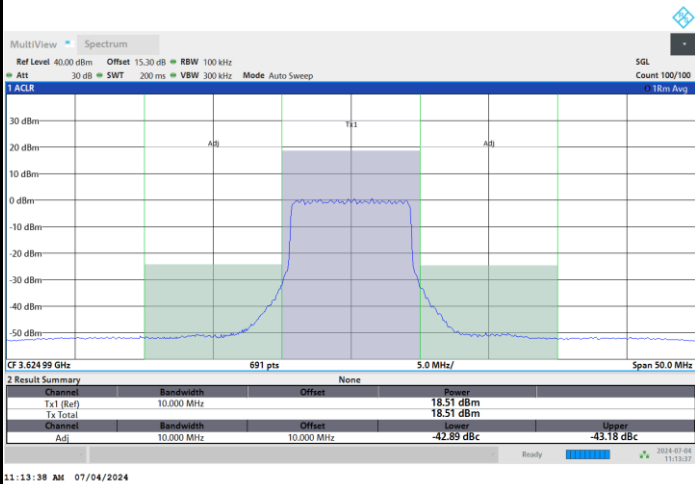 MultiView Spectrum
Ref Level 40.00 dBm Offset 15.30 dB RBW 100 kHz SGL
Att 30 dB SWT 200 ms VBW 300 kHz Mode Auto Sweep Count 100/100
1 ACLR 1Rm Avg
30 dBm
Tx1
20 dBm
Adj Adj
10 dBm
0 dBm
-10 dBm
-20 dBm
-30 dBm
-40 dBm
-50 dBm
CF 3.62499 GHz 691 pts 5.0 MHz/ Span 50.0 MHz
2 Result Summary None
Channel Bandwidth Offset Power
Tx1 (Ref) 10.000 MHz 18.51 dBm
Tx Total 18.51 dBm
Channel Bandwidth Offset Lower Upper
Adj 10.000 MHz 10.000 MHz -42.89 dBc -43.18 dBc
Ready 2024-07-04
11:13:37
11:13:38 AM 07/04/2024